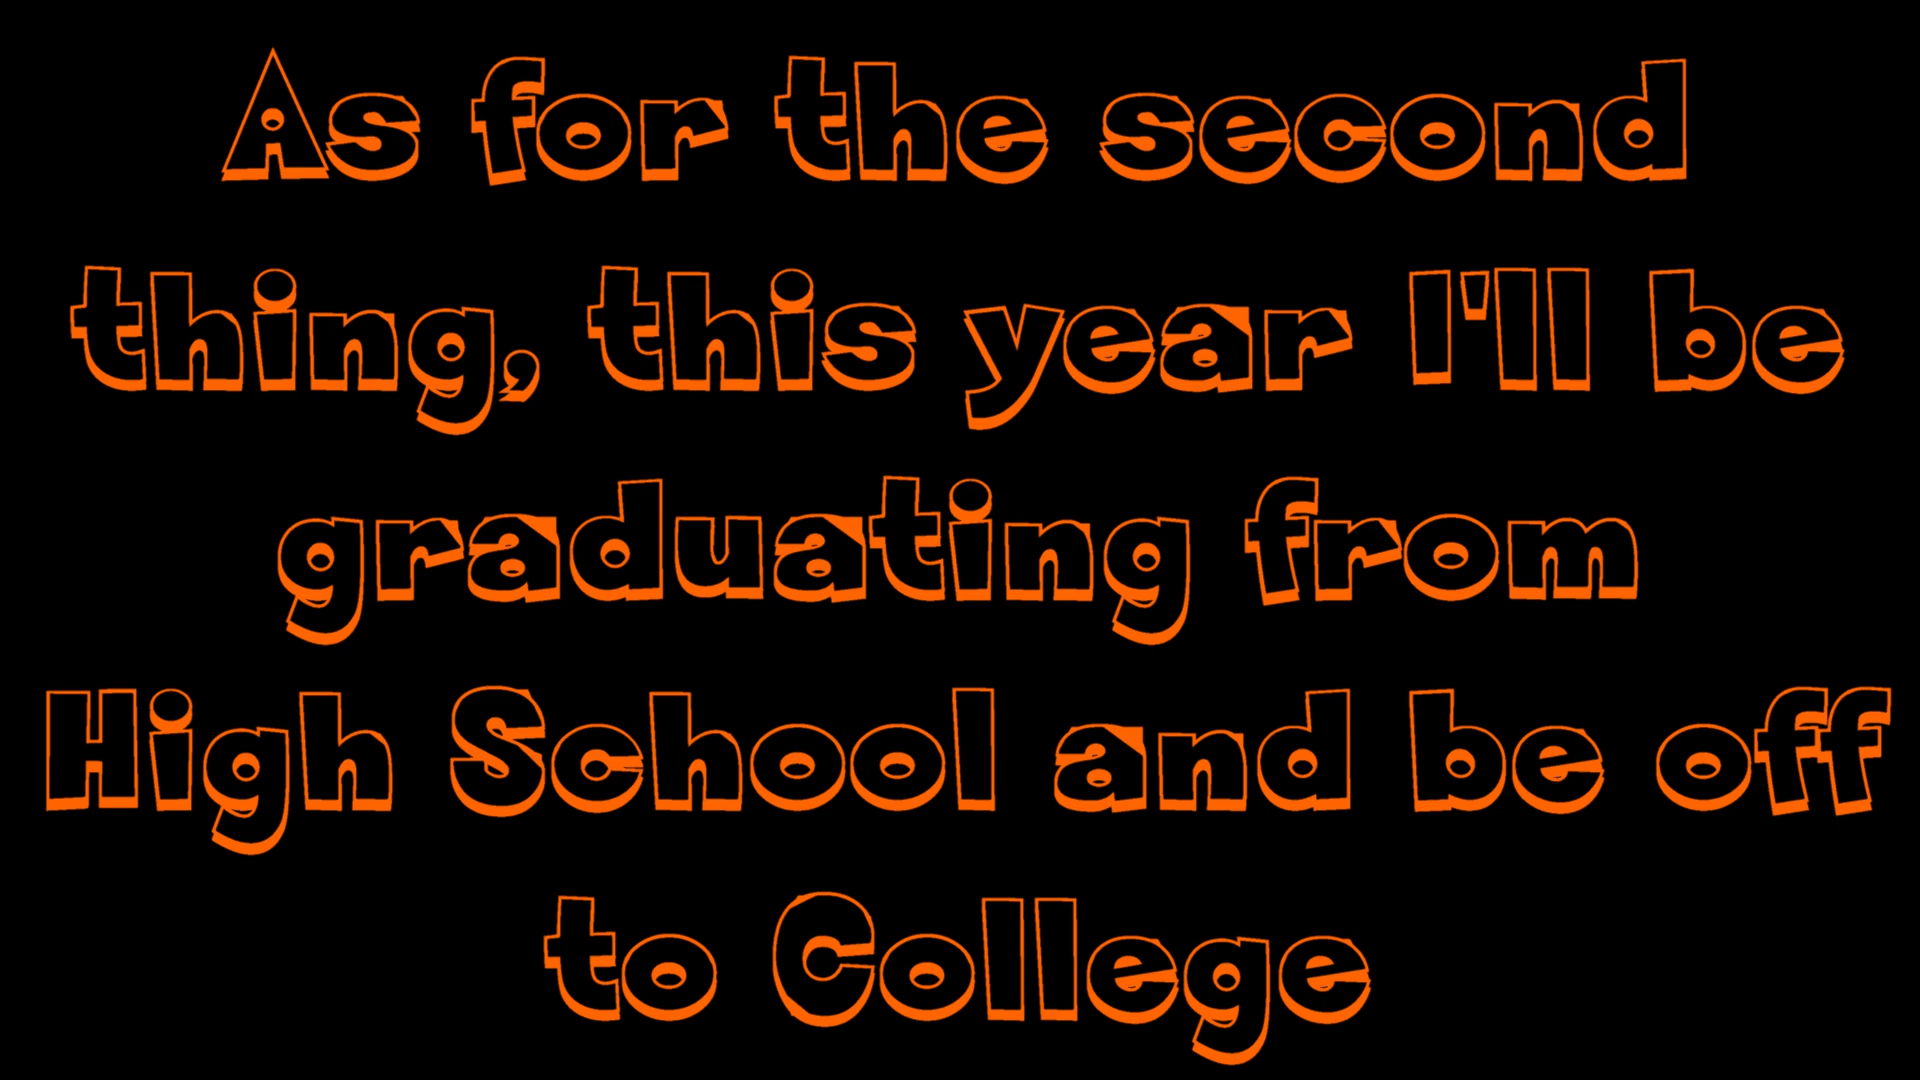 As for the second
thing, this year I'll be
graduating from
High School and be off
to College